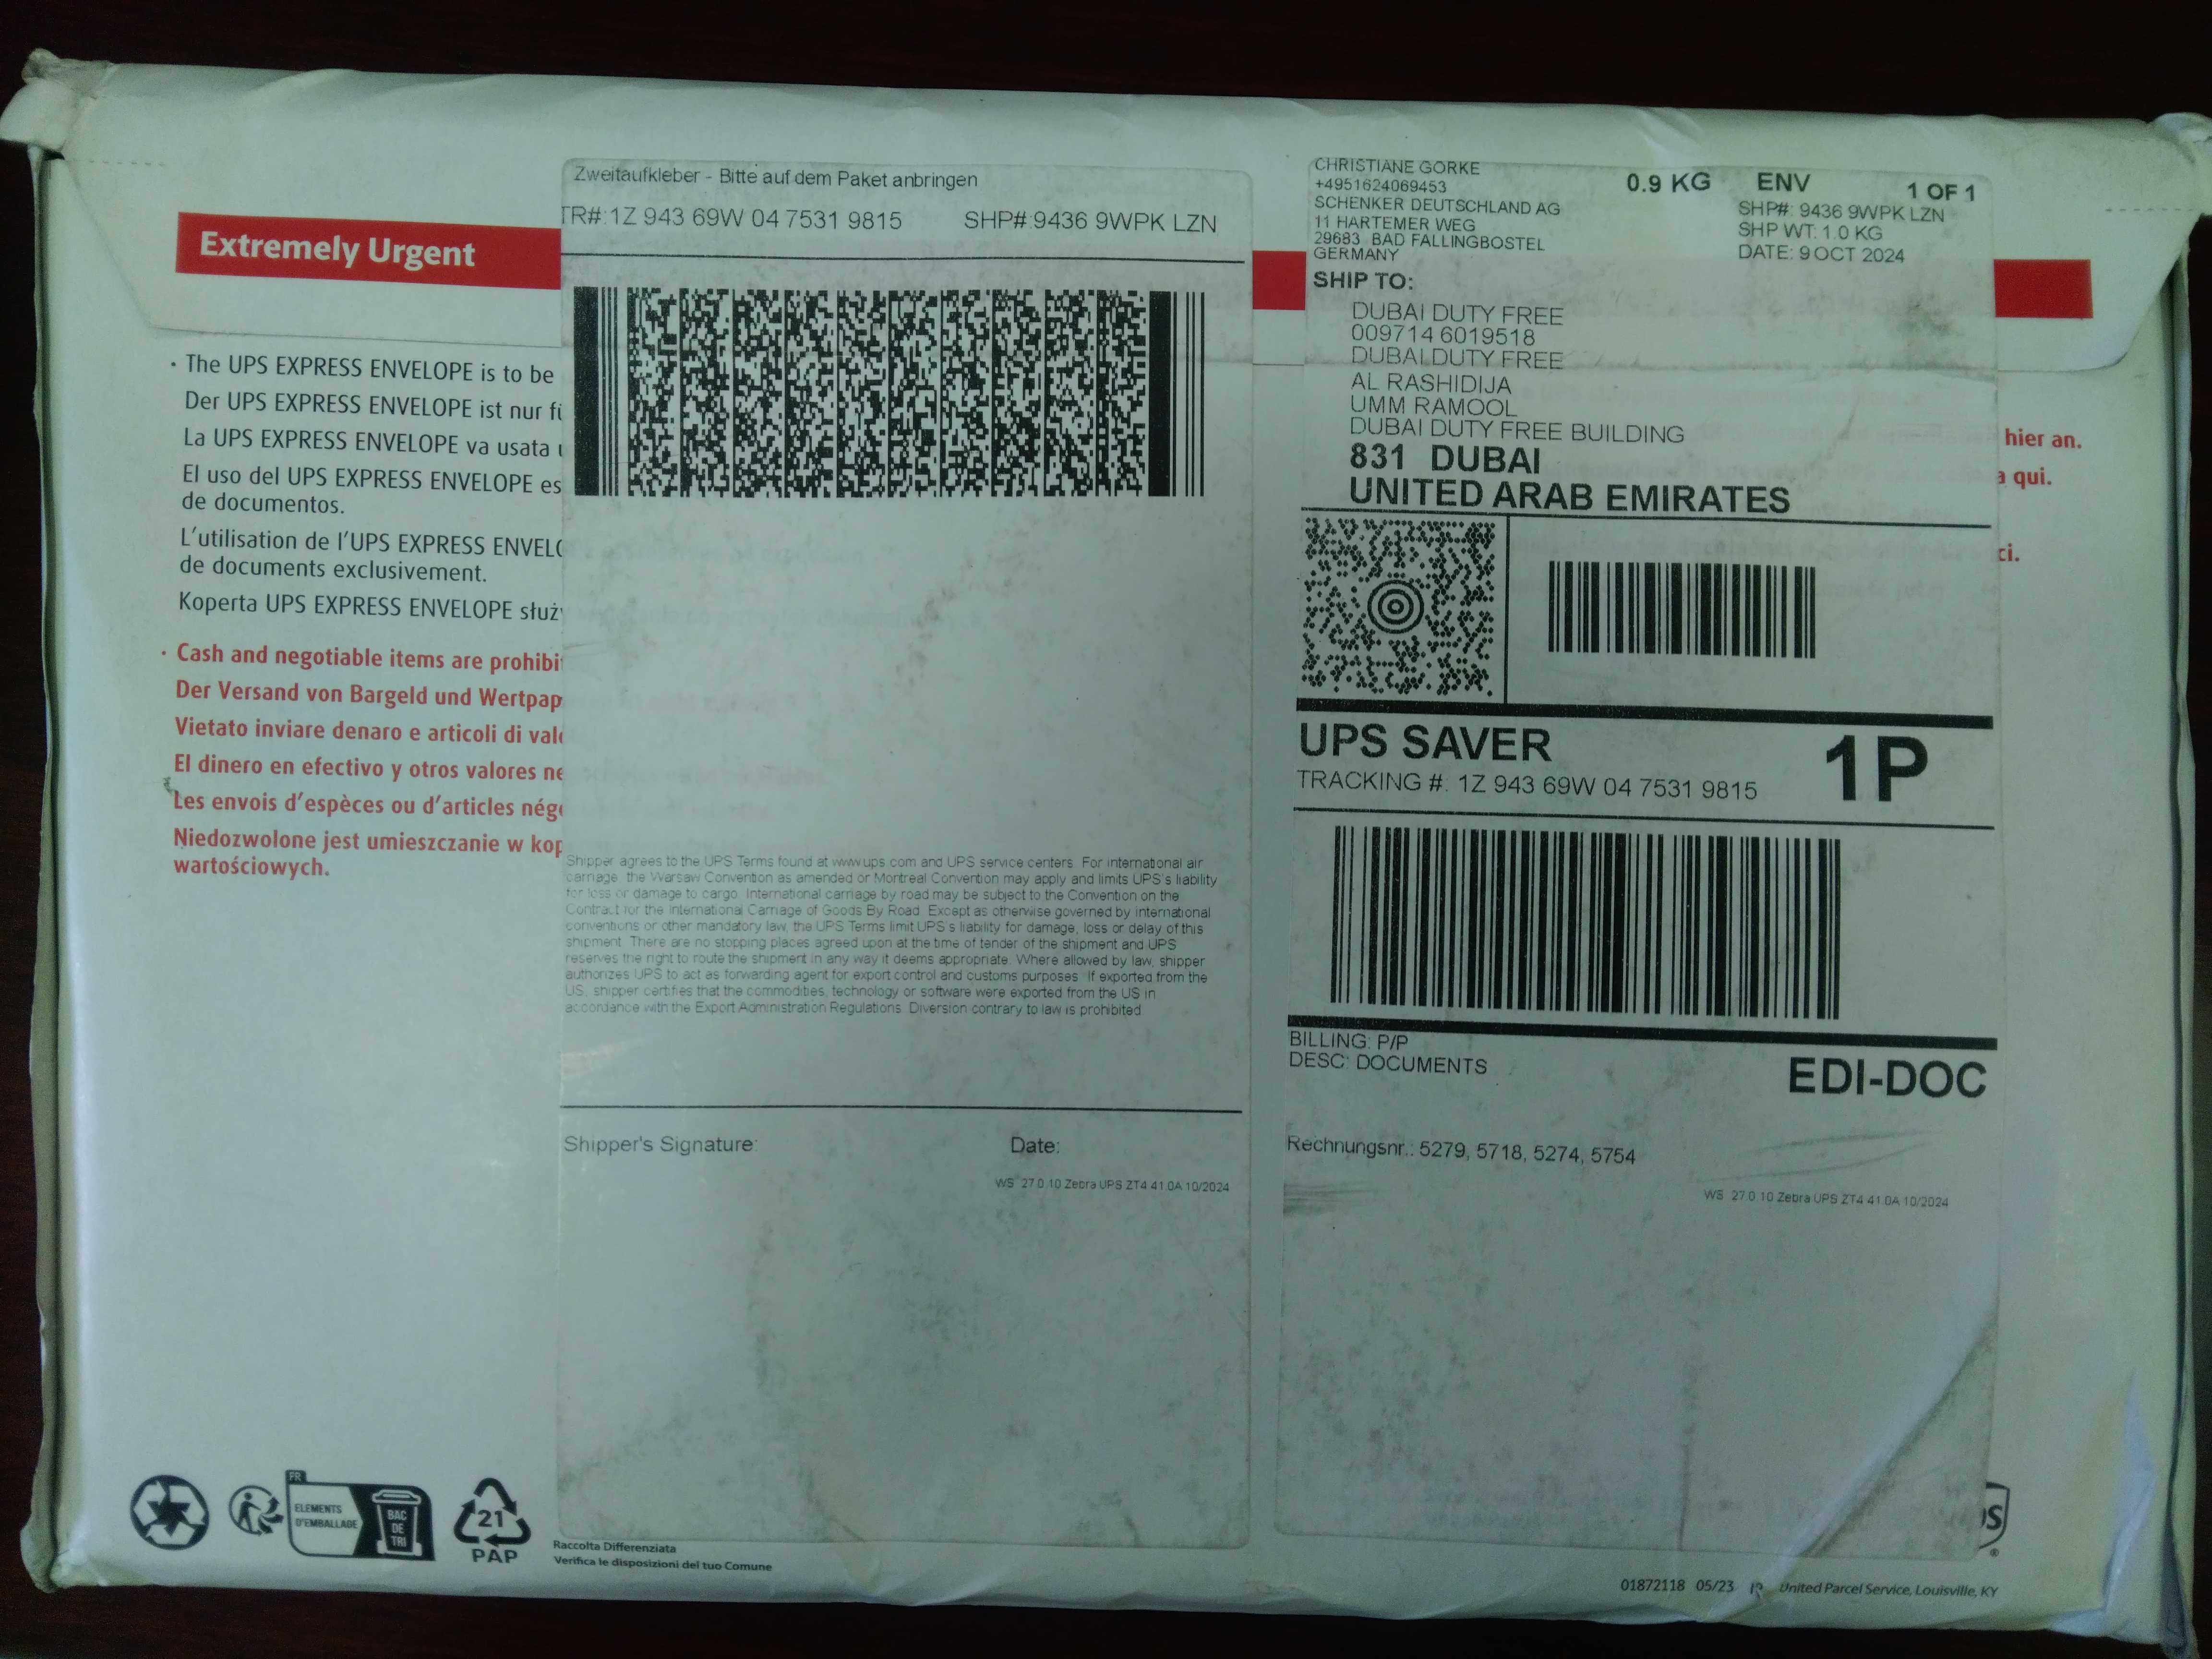 Extremely Urgent
· The UPS EXPRESS ENVELOPE is to be
Der UPS EXPRESS ENVELOPE ist nur fü
La UPS EXPRESS ENVELOPE va usata
El uso del UPS EXPRESS ENVELOPE es
de documentos.
L'utilisation de l'UPS EXPRESS ENVELO
de documents exclusivement.
Koperta UPS EXPRESS ENVELOPE służy
· Cash and negotiable items are prohibi
Der Versand von Bargeld und Wertpap
Vietato inviare denaro e articoli di valo
El dinero en efectivo y otros valores ne
Les envois d'espèces ou d'articles négo
Niedozwolone jest umieszczanie w kop
wartościowych.
Zweitaufkleber - Bitte auf dem Paket anbringen
TR#:1Z 943 69W 04 7531 9815 SHP#:9436 9WPK LZN
Shipper agrees to the UPS Terms found at www.ups.com and UPS service centers. For international air
carriage, the Warsaw Convention as amended or Montreal Convention may apply and limits UPS's liability
for loss or damage to cargo. International carriage by road may be subject to the Convention on the
Contract for the International Carriage of Goods By Road. Except as otherwise governed by international
conventions or other mandatory law, the UPS Terms limit UPS's liability for damage, loss or delay of this
shipment. There are no stopping places agreed upon at the time of tender of the shipment and UPS
reserves the right to route the shipment in any way it deems appropriate. Where allowed by law, shipper
authorizes UPS to act as forwarding agent for export control and customs purposes. If exported from the
US, shipper certifies that the commodities, technology or software were exported from the US in
accordance with the Export Administration Regulations. Diversion contrary to law is prohibited.
Shipper's Signature: Date:
WS 27.0.10 Zebra UPS ZT4 41.0A 10/2024
CHRISTIANE GORKE
+4951624069453
SCHENKER DEUTSCHLAND AG
11 HARTEMER WEG
29683 BAD FALLINGBOSTEL
GERMANY
0.9 KG ENV 1 OF 1
SHP#: 9436 9WPK LZN
SHP WT: 1.0 KG
DATE: 9 OCT 2024
SHIP TO:
DUBAI DUTY FREE
009714 6019518
DUBAI DUTY FREE
AL RASHIDIJA
UMM RAMOOL
DUBAI DUTY FREE BUILDING
831 DUBAI
UNITED ARAB EMIRATES
UPS SAVER 1P
TRACKING #: 1Z 943 69W 04 7531 9815
BILLING: P/P
DESC: DOCUMENTS
EDI-DOC
Rechnungsnr.: 5279, 5718, 5274, 5754
WS 27.0.10 Zebra UPS ZT4 41.0A 10/2024
hier an.
a qui.
ci.
FR
ELEMENTS
D'EMBALLAGE
BAC
DE
TRI
21
PAP
Raccolta Differenziata
Verifica le disposizioni del tuo Comune
01872118 05/23 United Parcel Service, Louisville, KY